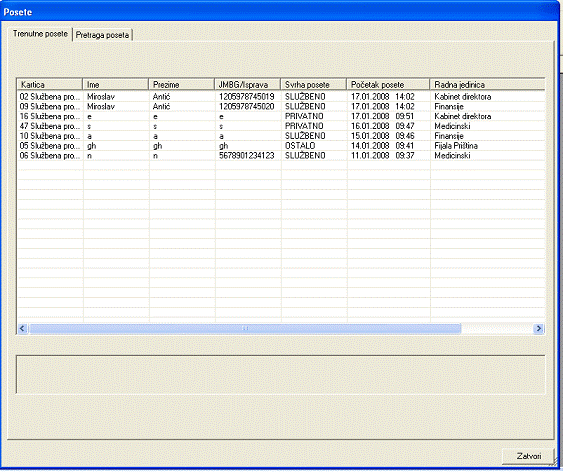 Posete
Trenutne posete Pretraga poseta
Kartica Ime Prezime JMBG/Isprava Svrha posete Početak posete Radna jedinica
02 Službena pro... Miroslav Antić 1205978745019 SLUŽBENO 17.01.2008 14:02 Kabinet direktora
09 Službena pro... Miroslav Antić 1205978745020 SLUŽBENO 17.01.2008 14:02 Finansije
16 Službena pro... e e e PRIVATNO 17.01.2008 09:51 Kabinet direktora
47 Službena pro... s s s PRIVATNO 16.01.2008 09:47 Medicinski
10 Službena pro... a a a SLUŽBENO 15.01.2008 09:46 Finansije
05 Službena pro... gh gh gh OSTALO 14.01.2008 09:41 Fijala Priština
06 Službena pro... n n 5678901234123 SLUŽBENO 11.01.2008 09:37 Medicinski
Zatvori